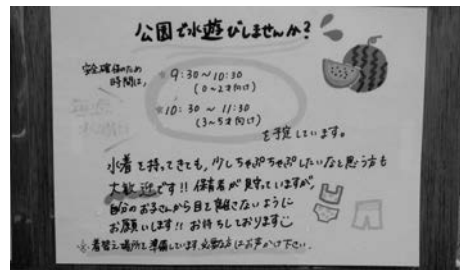 公園で水遊びしませんか？
安全確保のため
時間は、
★9:30～10:30
(0～2才向け)
★10:30～11:30
(3～5才向け)
を予定しています。
水着を持ってきても、少しちゃぷちゃぷしたいなと思う方も
大歓迎です!! 保育者が見守っていますが、
自分のお子さんから目を離さないように
お願いします!! お待ちしております
※着替え場所も準備しています。必要な方はお声かけ下さい。